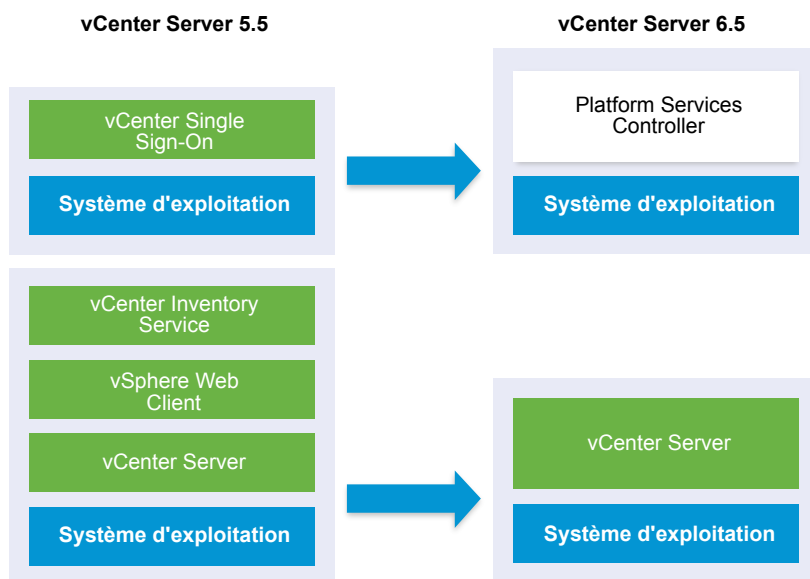 vCenter Server 5.5
vCenter Server 6.5
vCenter Single
Sign-On
Système d'exploitation
Platform Services
Controller
Système d'exploitation
vCenter Inventory
Service
vSphere Web
Client
vCenter Server
Système d'exploitation
vCenter Server
Système d'exploitation